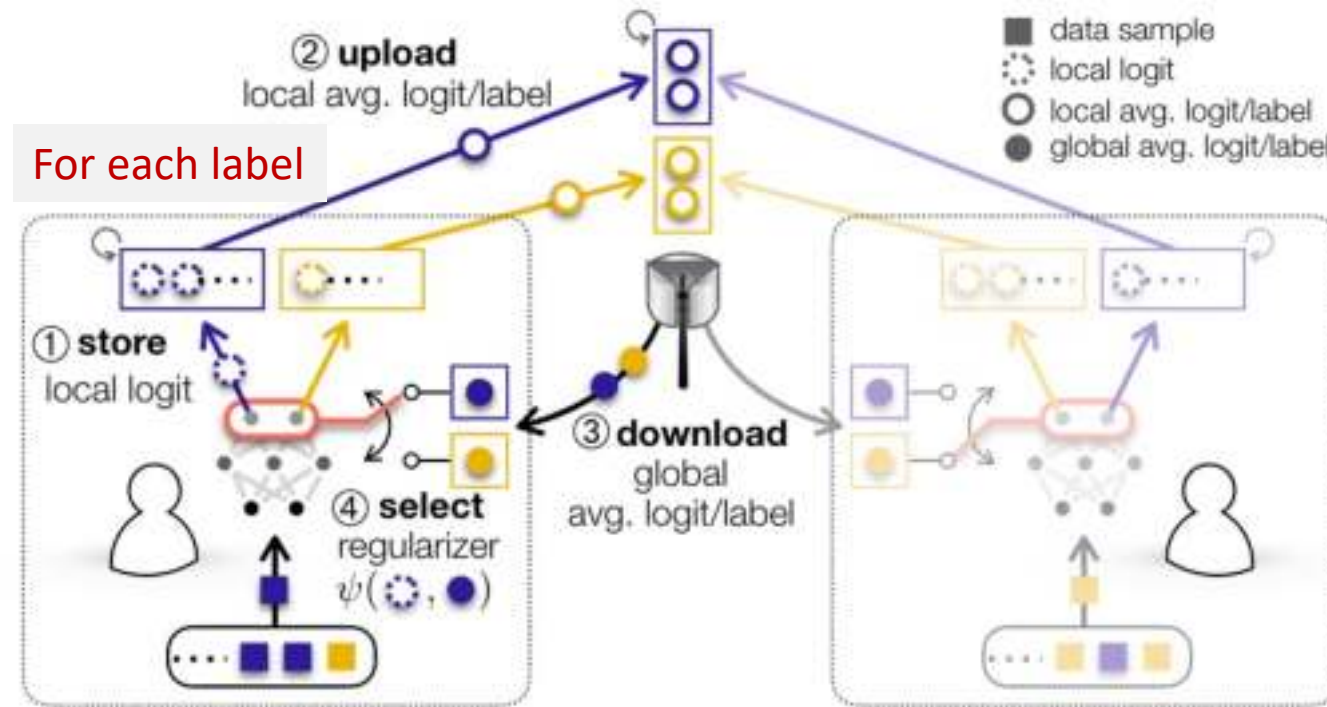 ② upload
local avg. logit/label
data sample
local logit
local avg. logit/label
global avg. logit/label
For each label
① store
local logit
③ download
global
avg. logit/label
④ select
regularizer
ψ( , )